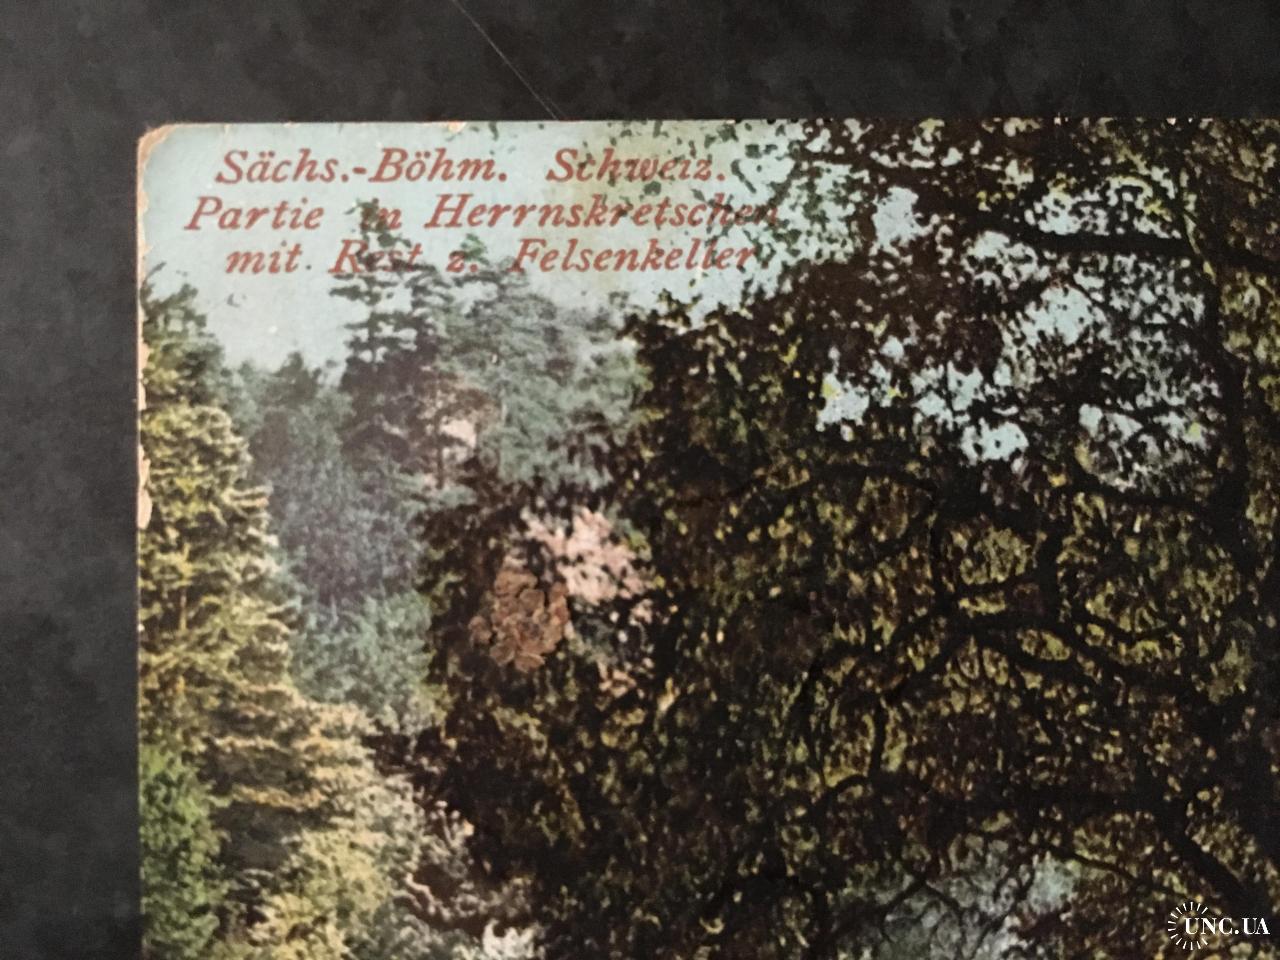 Sächs.-Böhm. Schweiz.
Partie in Herrnskretschen
mit Rest z. Felsenkeller.
UNC.UA